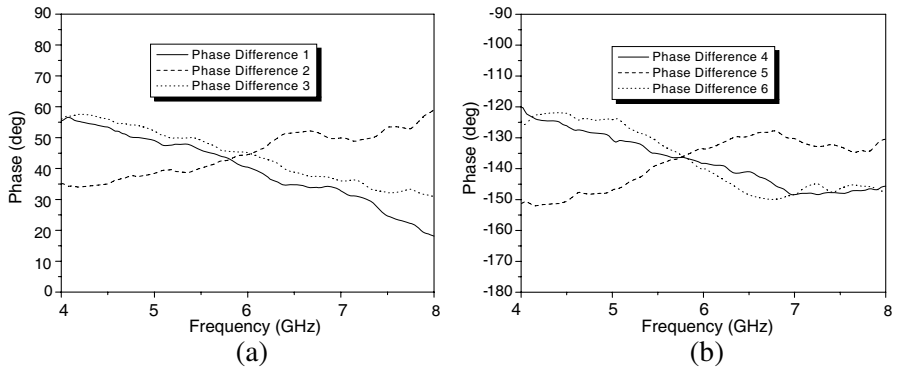 90
80
70
60
50
40
30
20
10
0
Phase (deg)
Phase Difference 1
Phase Difference 2
Phase Difference 3
4 5 6 7 8
Frequency (GHz)
(a)
-90
-100
-110
-120
-130
-140
-150
-160
-170
-180
Phase (deg)
Phase Difference 4
Phase Difference 5
Phase Difference 6
4 5 6 7 8
Frequency (GHz)
(b)